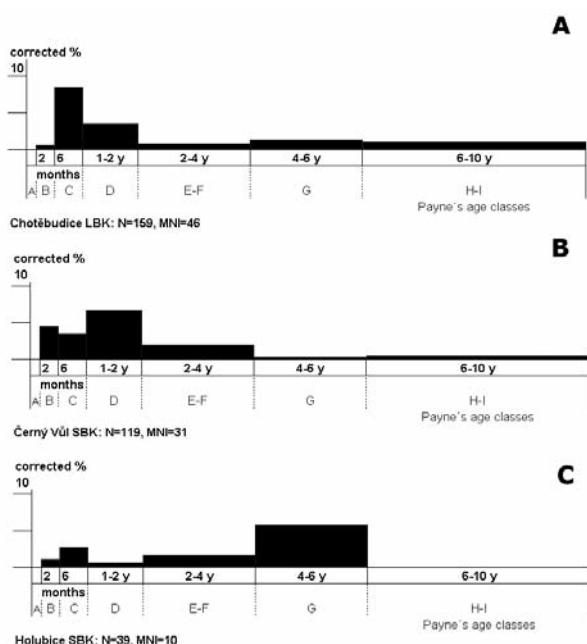 A
corrected %
10
2 6 1-2 y 2-4 y 4-6 y 6-10 y
months
A B C D E-F G H-I
Payne´s age classes
Chotěbudice LBK: N=159, MNI=46
B
corrected %
10
2 6 1-2 y 2-4 y 4-6 y 6-10 y
months
A B C D E-F G H-I
Payne´s age classes
Černý Vůl SBK: N=119, MNI=31
C
corrected %
10
2 6 1-2 y 2-4 y 4-6 y 6-10 y
months
A B C D E-F G H-I
Payne´s age classes
Holubice SBK: N=39, MNI=10